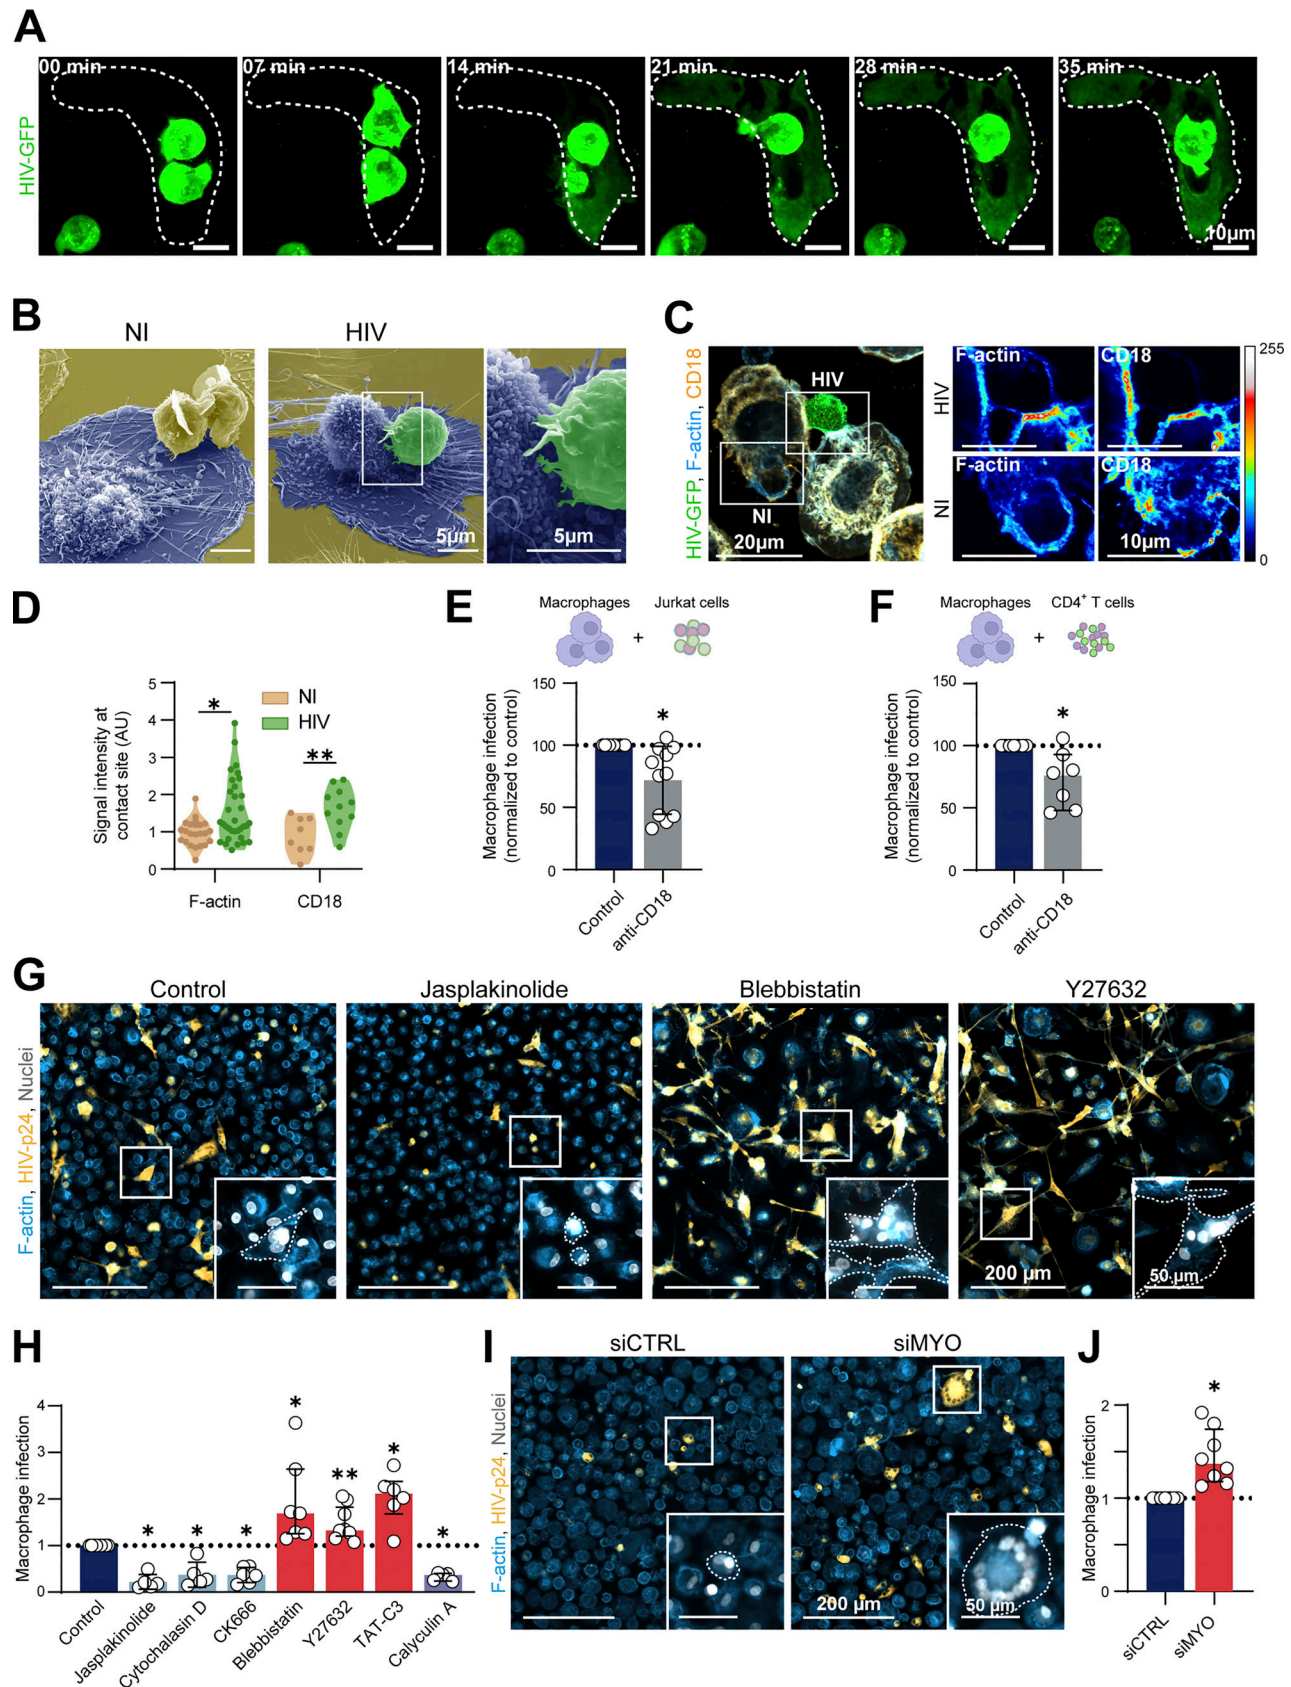 A
00 min
07 min
14 min
21 min
28 min
35 min
HIV-GFP
10µm
B
NI
HIV
5µm
5µm
C
HIV-GFP, F-actin, CD18
HIV
NI
20µm
F-actin
CD18
HIV
F-actin
CD18
NI
10µm
255
0
D
Signal intensity at
contact site (AU)
5
4
3
2
1
0
*
**
NI
HIV
F-actin
CD18
E
Macrophages
+
Jurkat cells
Macrophage infection
(normalized to control)
150
100
50
0
*
Control
anti-CD18
F
Macrophages
+
CD4+ T cells
Macrophage infection
(normalized to control)
150
100
50
0
*
Control
anti-CD18
G
Control
Jasplakinolide
Blebbistatin
Y27632
F-actin, HIV-p24, Nuclei
200 µm
50 µm
H
Macrophage infection
4
3
2
1
0
*
*
*
*
**
*
*
Control
Jasplakinolide
Cytochalasin D
CK666
Blebbistatin
Y27632
TAT-C3
Calyculin A
I
siCTRL
siMYO
F-actin, HIV-p24, Nuclei
200 µm
50 µm
J
Macrophage infection
2
1
0
*
siCTRL
siMYO